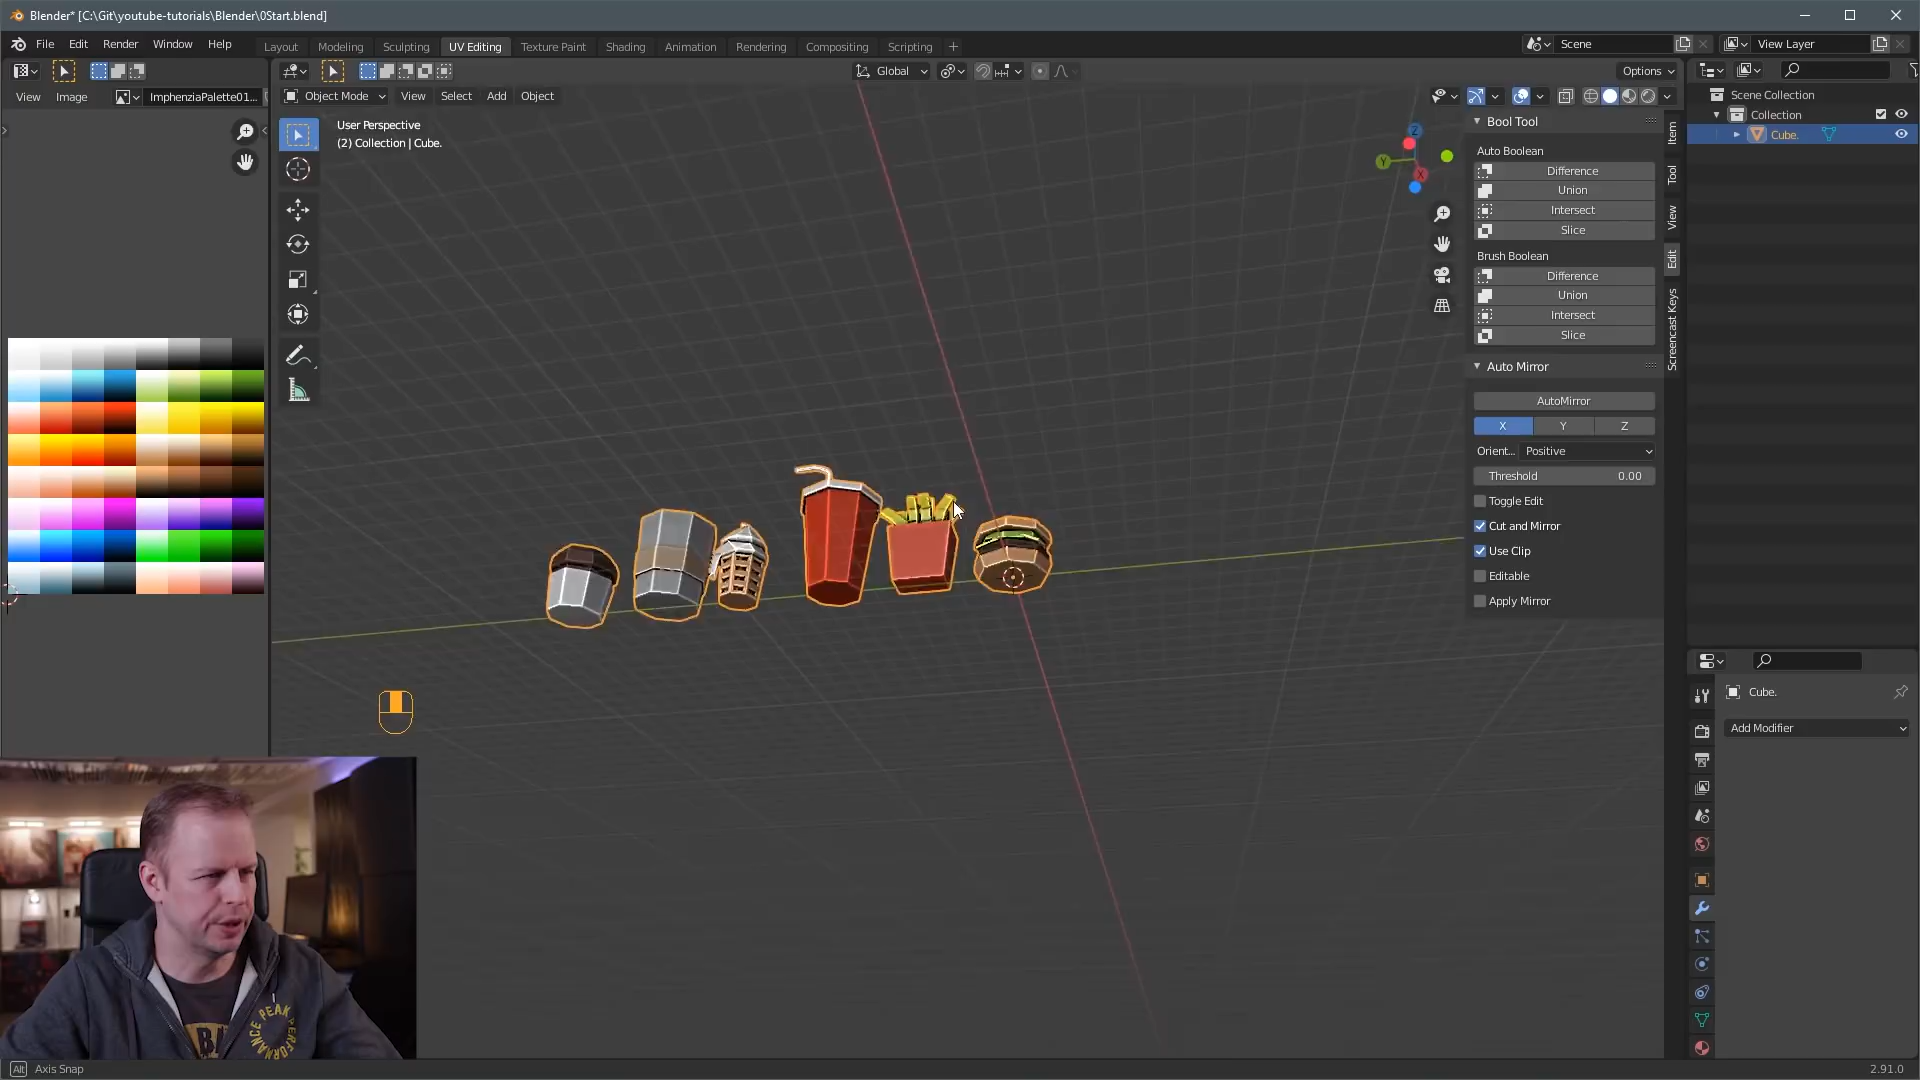 Blender* [C:\Git\youtube-tutorials\Blender\0Start.blend]
File Edit Render Window Help
Layout Modeling Sculpting UV Editing Texture Paint Shading Animation Rendering Compositing Scripting +
Scene
View Layer
Global
Options
View Image
ImphenziaPalette01...
Object Mode View Select Add Object
User Perspective
(2) Collection | Cube.
Z
Y
X
Bool Tool
Auto Boolean
Difference
Union
Intersect
Slice
Brush Boolean
Difference
Union
Intersect
Slice
Auto Mirror
AutoMirror
X Y Z
Orient... Positive
Threshold 0.00
Toggle Edit
Cut and Mirror
Use Clip
Editable
Apply Mirror
Item
Tool
View
Edit
Screencast Keys
Scene Collection
Collection
Cube.
Cube.
Add Modifier
PEAK PERFORMANCE
Alt Axis Snap
2.91.0